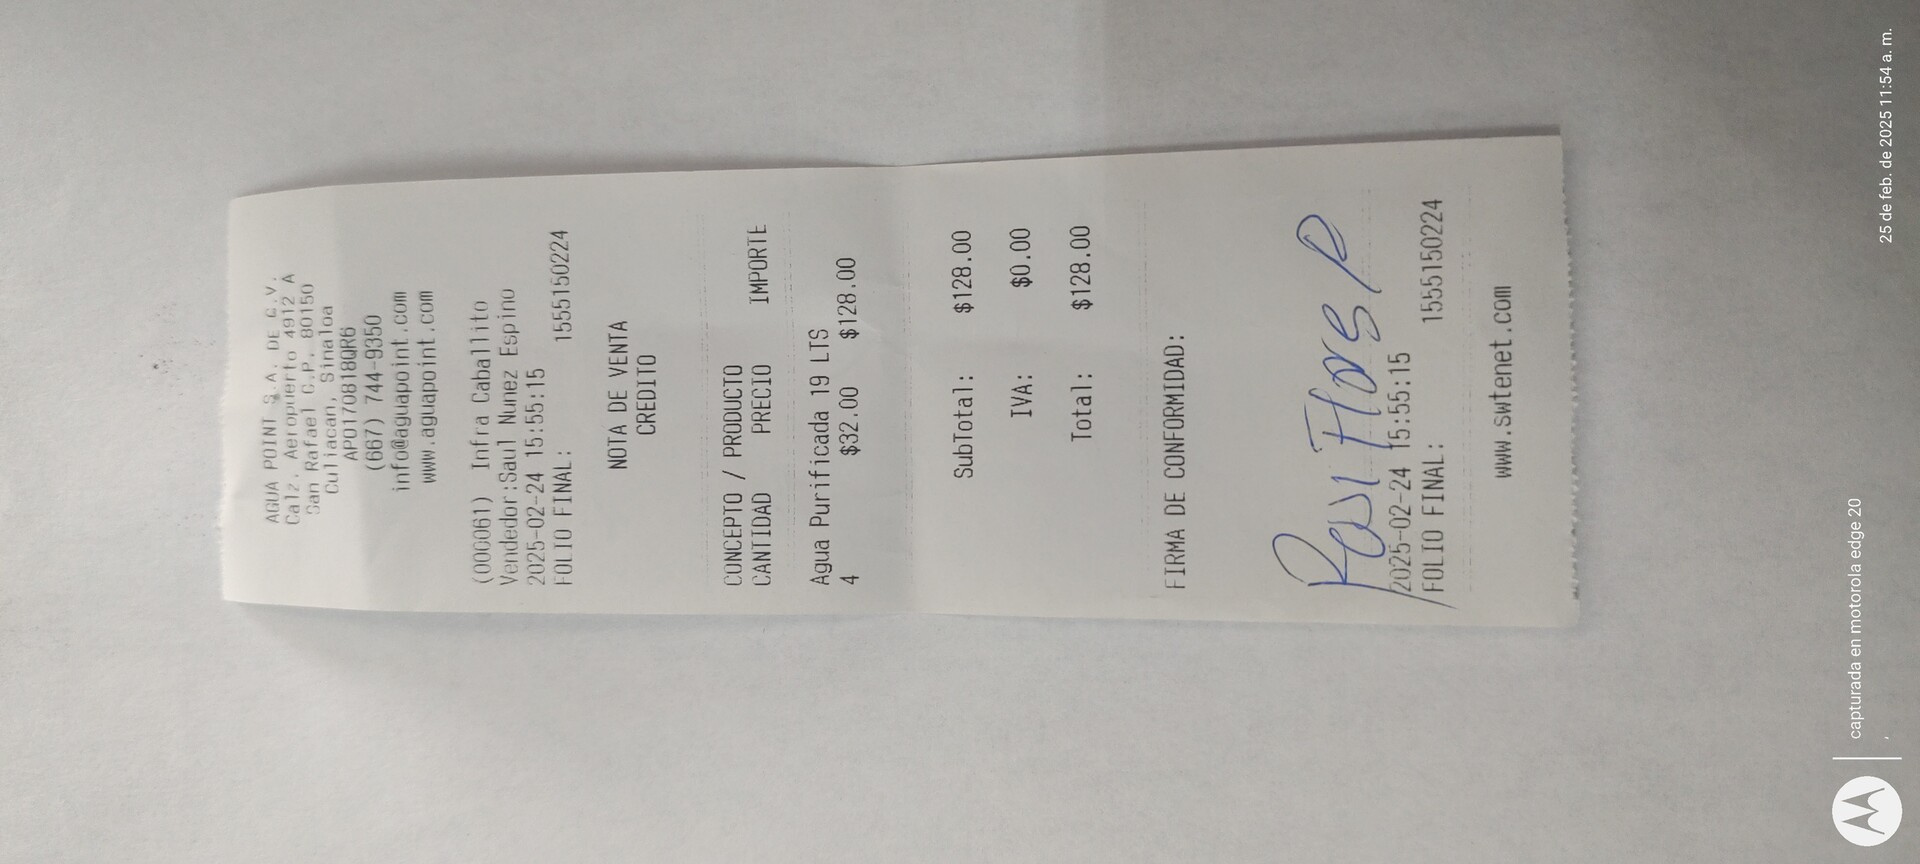 AGUA POINT S.A. DE C.V.
Calz. Aeropuerto 4912 A
San Rafael C.P. 80150
Culiacan, Sinaloa
APO170818QR6
(667) 744-9350
info@aguapoint.com
www.aguapoint.com
(000061) Infra Caballito
Vendedor:Saul Nunez Espino
2025-02-24 15:55:15
FOLIO FINAL: 1555150224
NOTA DE VENTA
CREDITO
CONCEPTO / PRODUCTO
CANTIDAD PRECIO IMPORTE
Agua Purificada 19 LTS
4 $32.00 $128.00
SubTotal: $128.00
IVA: $0.00
Total: $128.00
FIRMA DE CONFORMIDAD:
Rosi Flores P
2025-02-24 15:55:15
FOLIO FINAL: 1555150224
www.swtenet.com
capturada en motorola edge 20
,
25 de feb. de 2025 11:54 a. m.